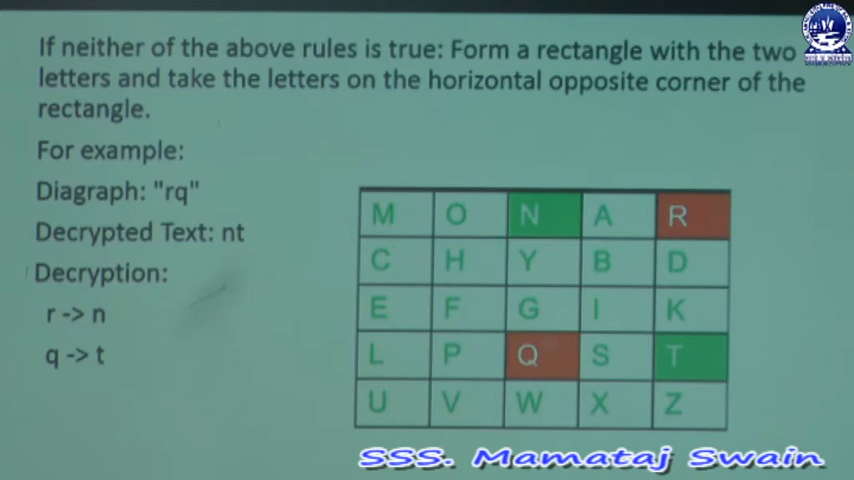 If neither of the above rules is true: Form a rectangle with the two
letters and take the letters on the horizontal opposite corner of the
rectangle.
For example:
Diagraph: "rq"
Decrypted Text: nt
Decryption:
r -> n
q -> t
M O N A R
C H Y B D
E F G I K
L P Q S T
U V W X Z
SSS. Mamataj Swain